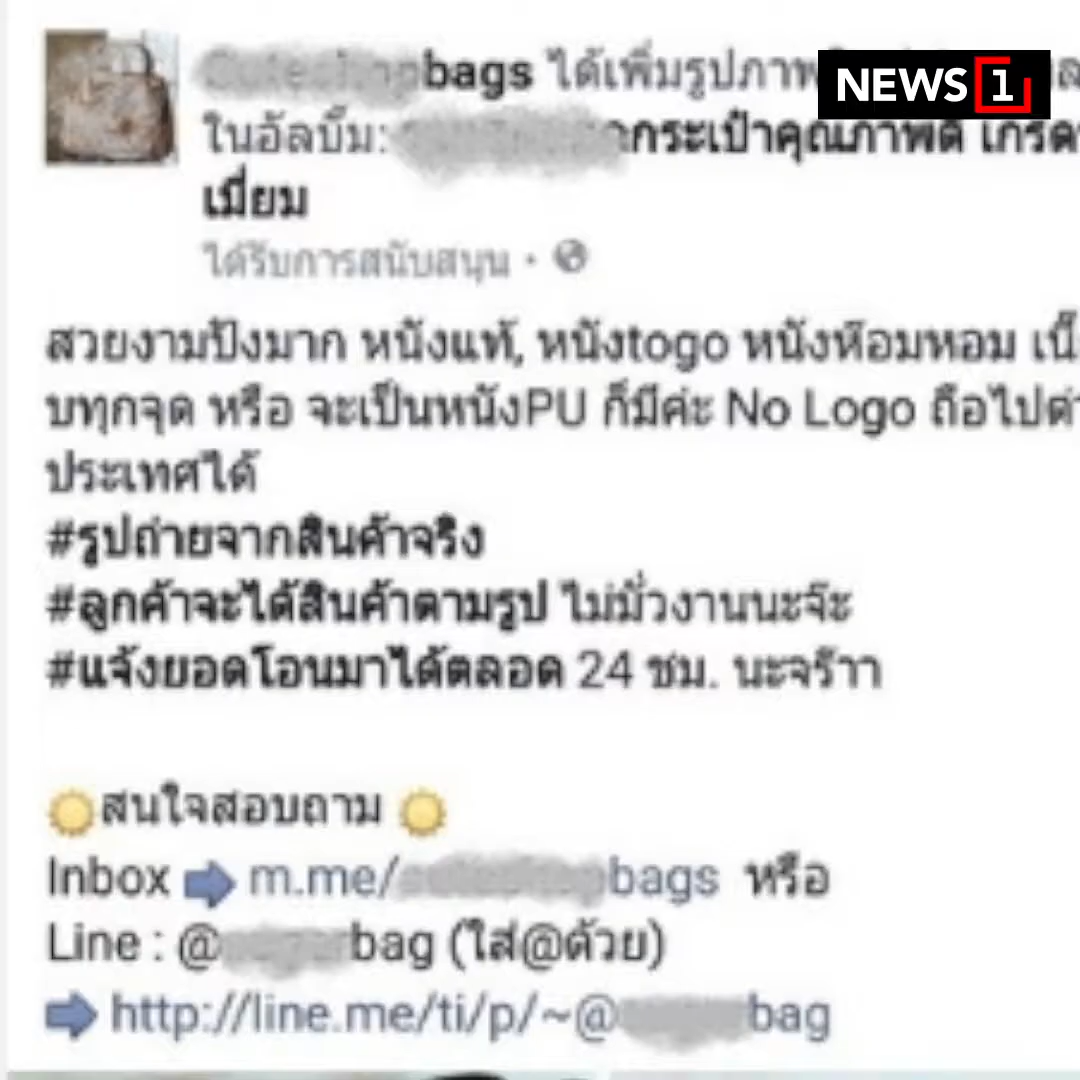 bags ได้เพิ่มรูปภาพ
NEWS 1
ในอัลบั้ม: กระเป๋าคุณภาพดี เกรด
เมี่ยม
ได้รับการสนับสนุน ·
สวยงามปังมาก หนังแท้, หนังtogo หนังห๊อมหอม เนี๊
บทุกจุด หรือ จะเป็นหนังPU ก็มีค่ะ No Logo ถือไปต่า
ประเทศได้
#รูปถ่ายจากสินค้าจริง
#ลูกค้าจะได้สินค้าตามรูป ไม่มั่วงานนะจ๊ะ
#แจ้งยอดโอนมาได้ตลอด 24 ชม. นะจร๊าา
สนใจสอบถาม
Inbox m.me/ bags หรือ
Line : @ bag (ใส่@ด้วย)
http://line.me/ti/p/~@ bag